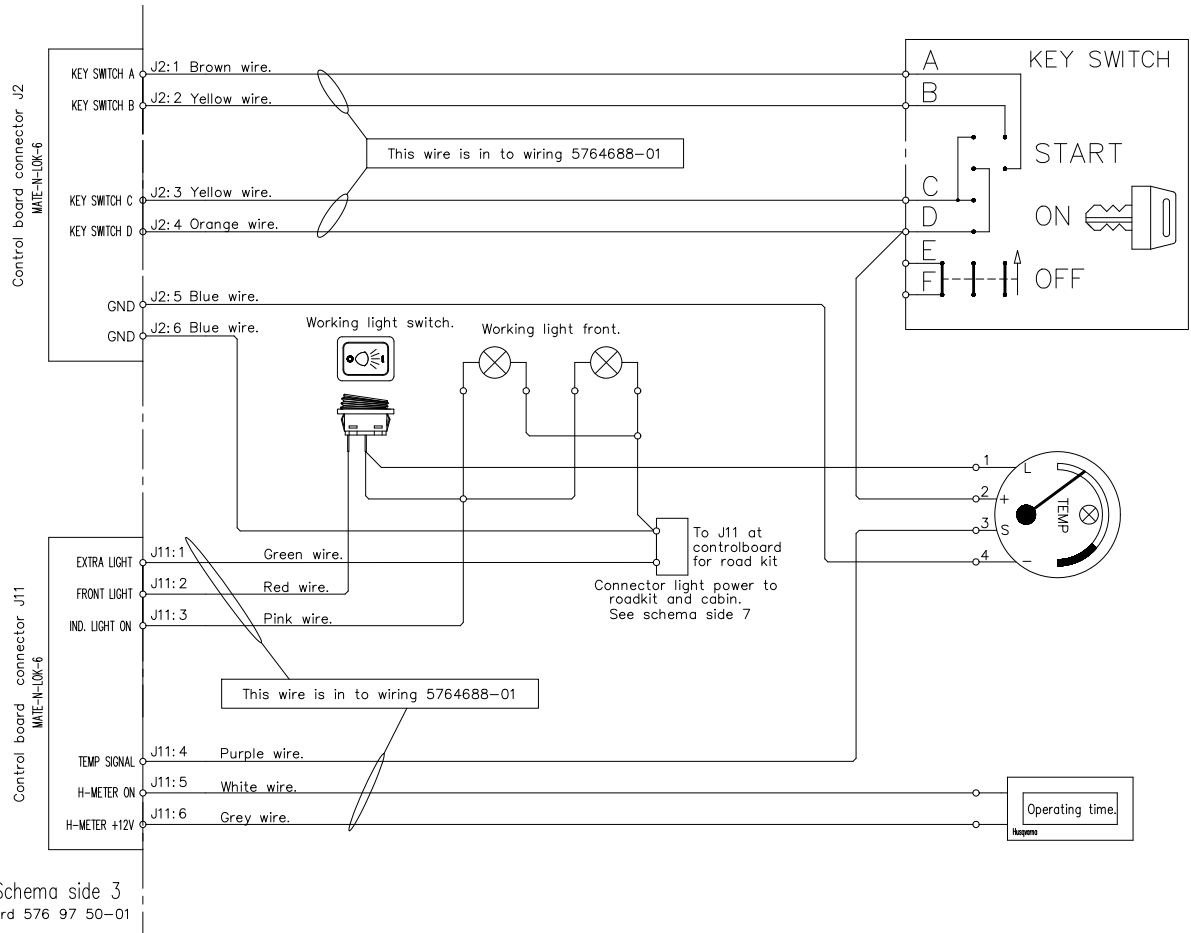 Control board connector J2
MATE-N-LOK-6
KEY SWITCH A
J2:1 Brown wire.
KEY SWITCH B
J2:2 Yellow wire.
This wire is in to wiring 5764688-01
KEY SWITCH C
J2:3 Yellow wire.
KEY SWITCH D
J2:4 Orange wire.
GND
J2:5 Blue wire.
GND
J2:6 Blue wire.
KEY SWITCH
A
B
C
D
E
F
START
ON
OFF
Working light switch.
Working light front.
1
2
3
4
L
+
S
-
TEMP
To J11 at
controlboard
for road kit
Connector light power to
roadkit and cabin.
See schema side 7
Control board connector J11
MATE-N-LOK-6
EXTRA LIGHT
J11:1
Green wire.
FRONT LIGHT
J11:2
Red wire.
IND. LIGHT ON
J11:3
Pink wire.
This wire is in to wiring 5764688-01
TEMP SIGNAL
J11:4
Purple wire.
H-METER ON
J11:5
White wire.
H-METER +12V
J11:6
Grey wire.
Operating time.
Husqvarna
Schema side 3
rd 576 97 50-01